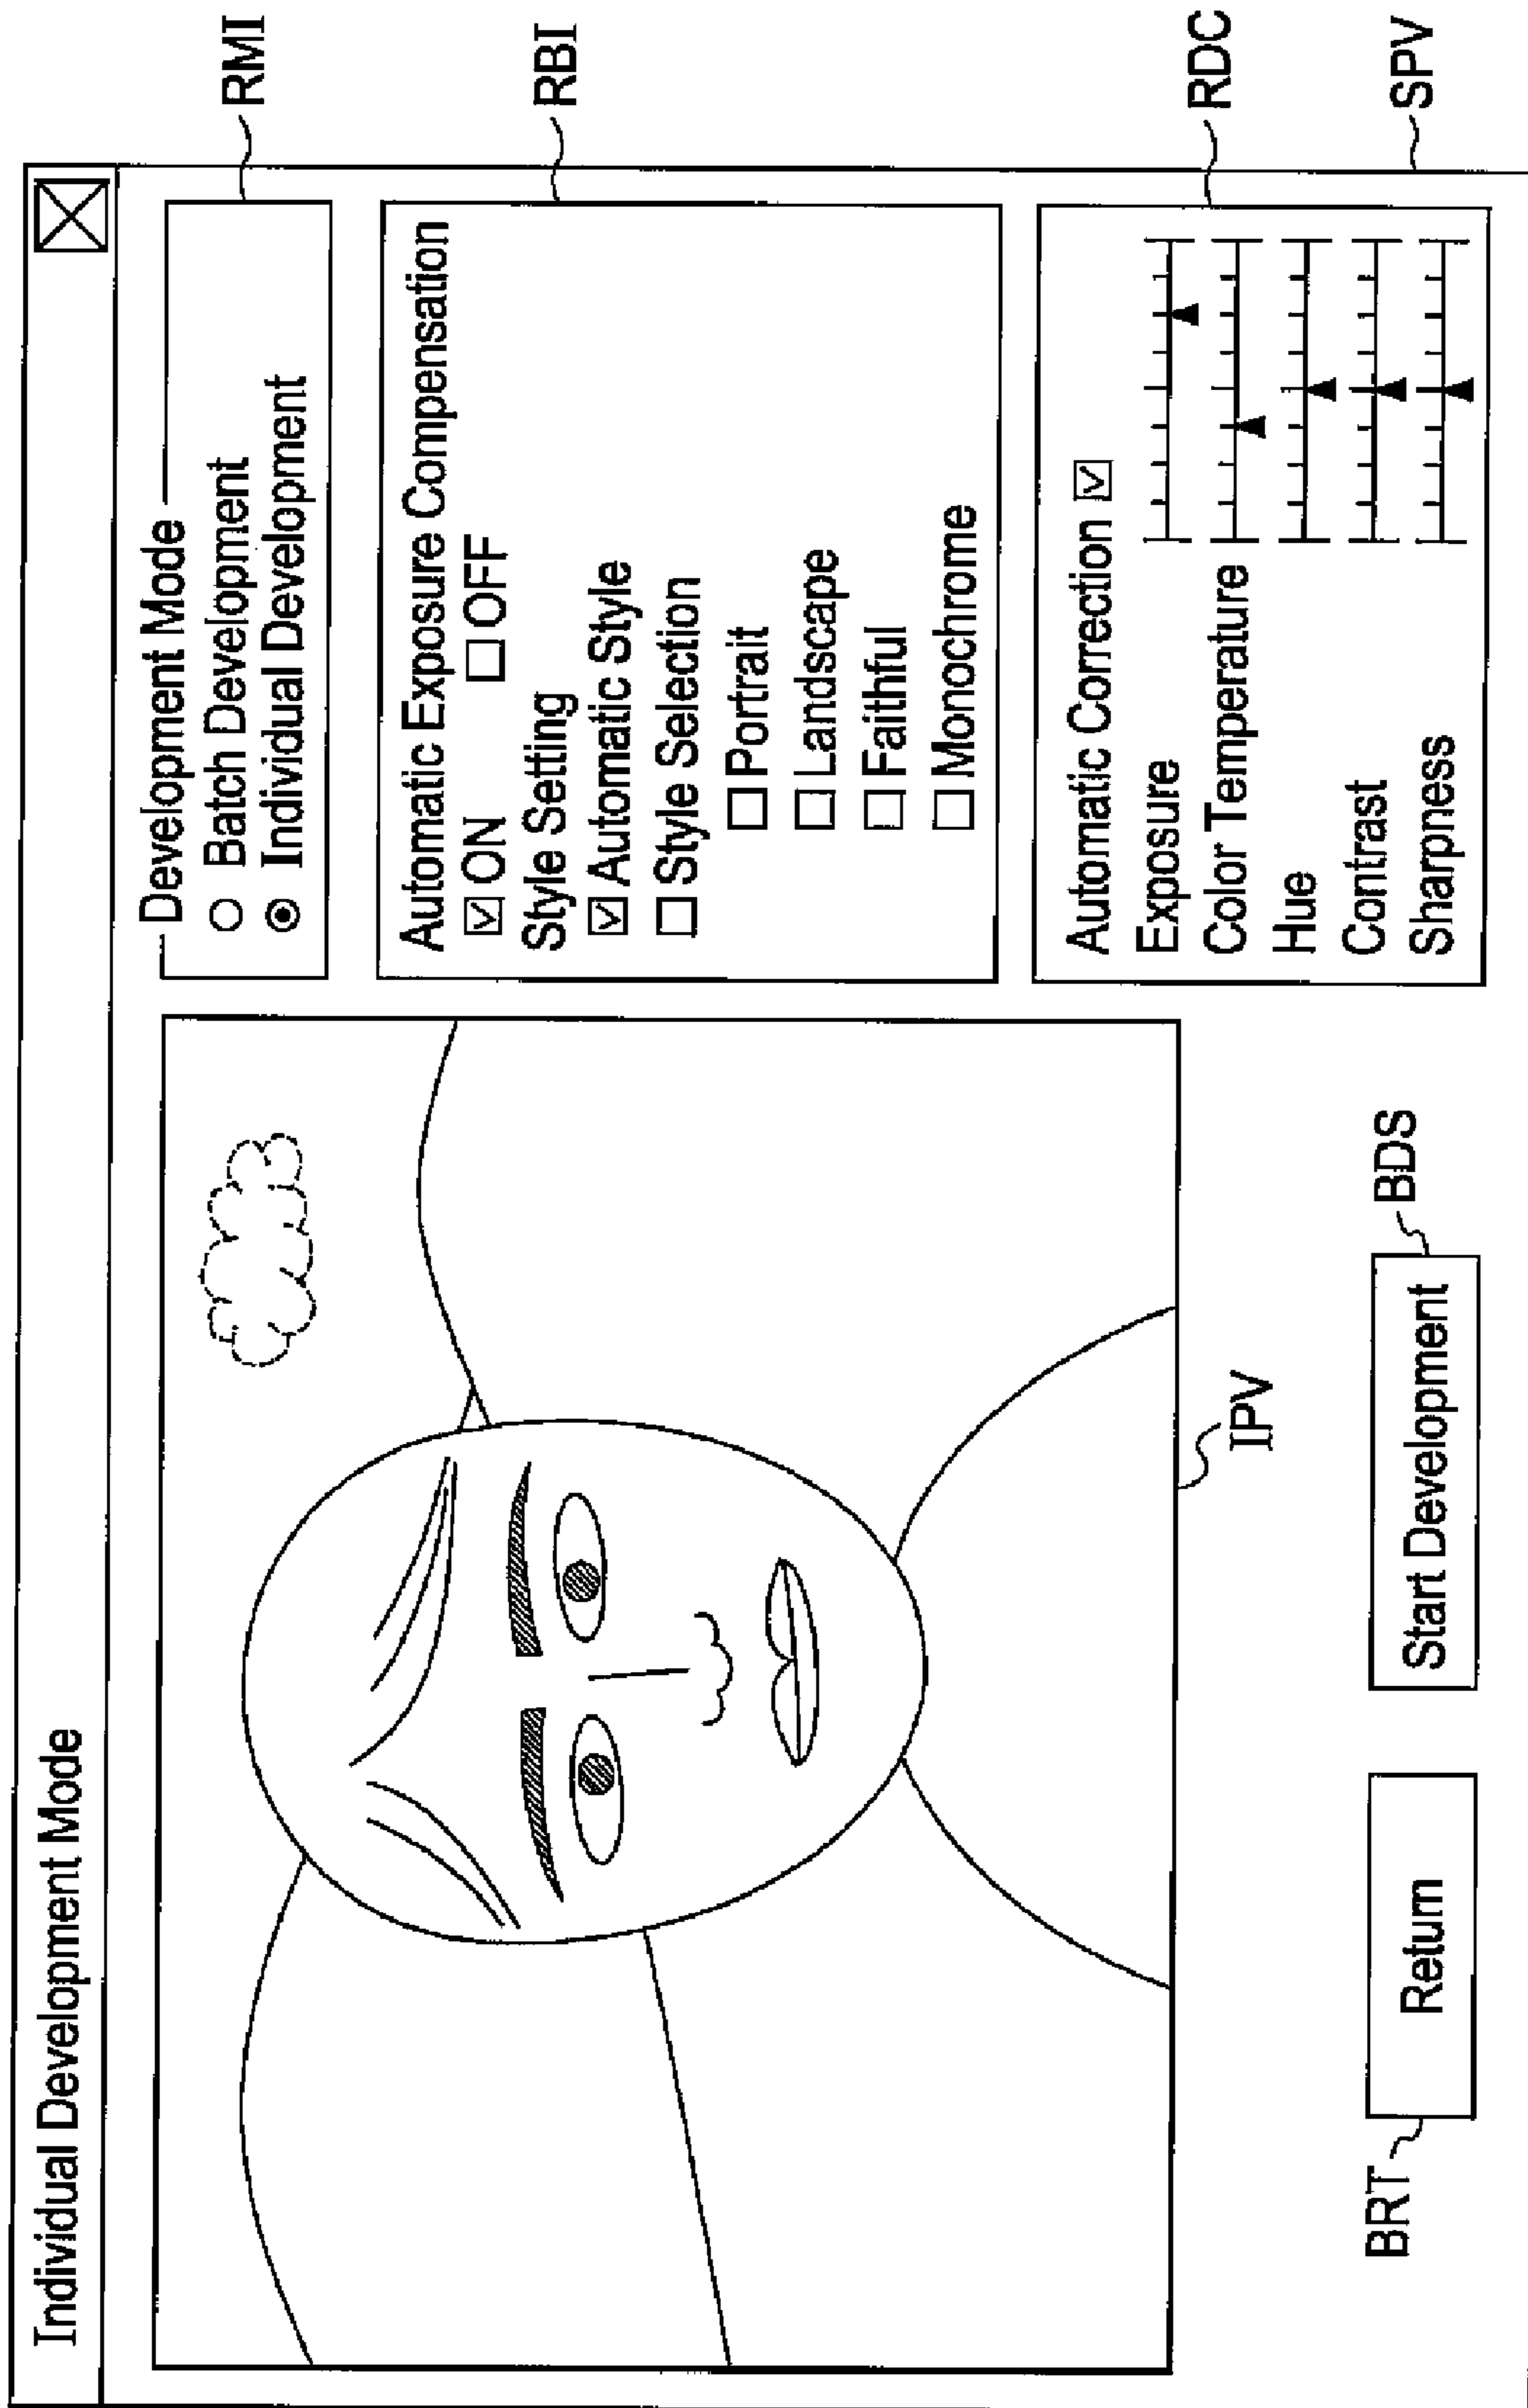 Individual Development Mode
Development Mode
Batch Development
Individual Development
RMI
Automatic Exposure Compensation
ON OFF
Style Setting
Automatic Style
Style Selection
Portrait
Landscape
Faithful
Monochrome
RBI
Automatic Correction
Exposure
Color Temperature
Hue
Contrast
Sharpness
RDC
SPV
IPV
BRT
Return
Start Development
BDS